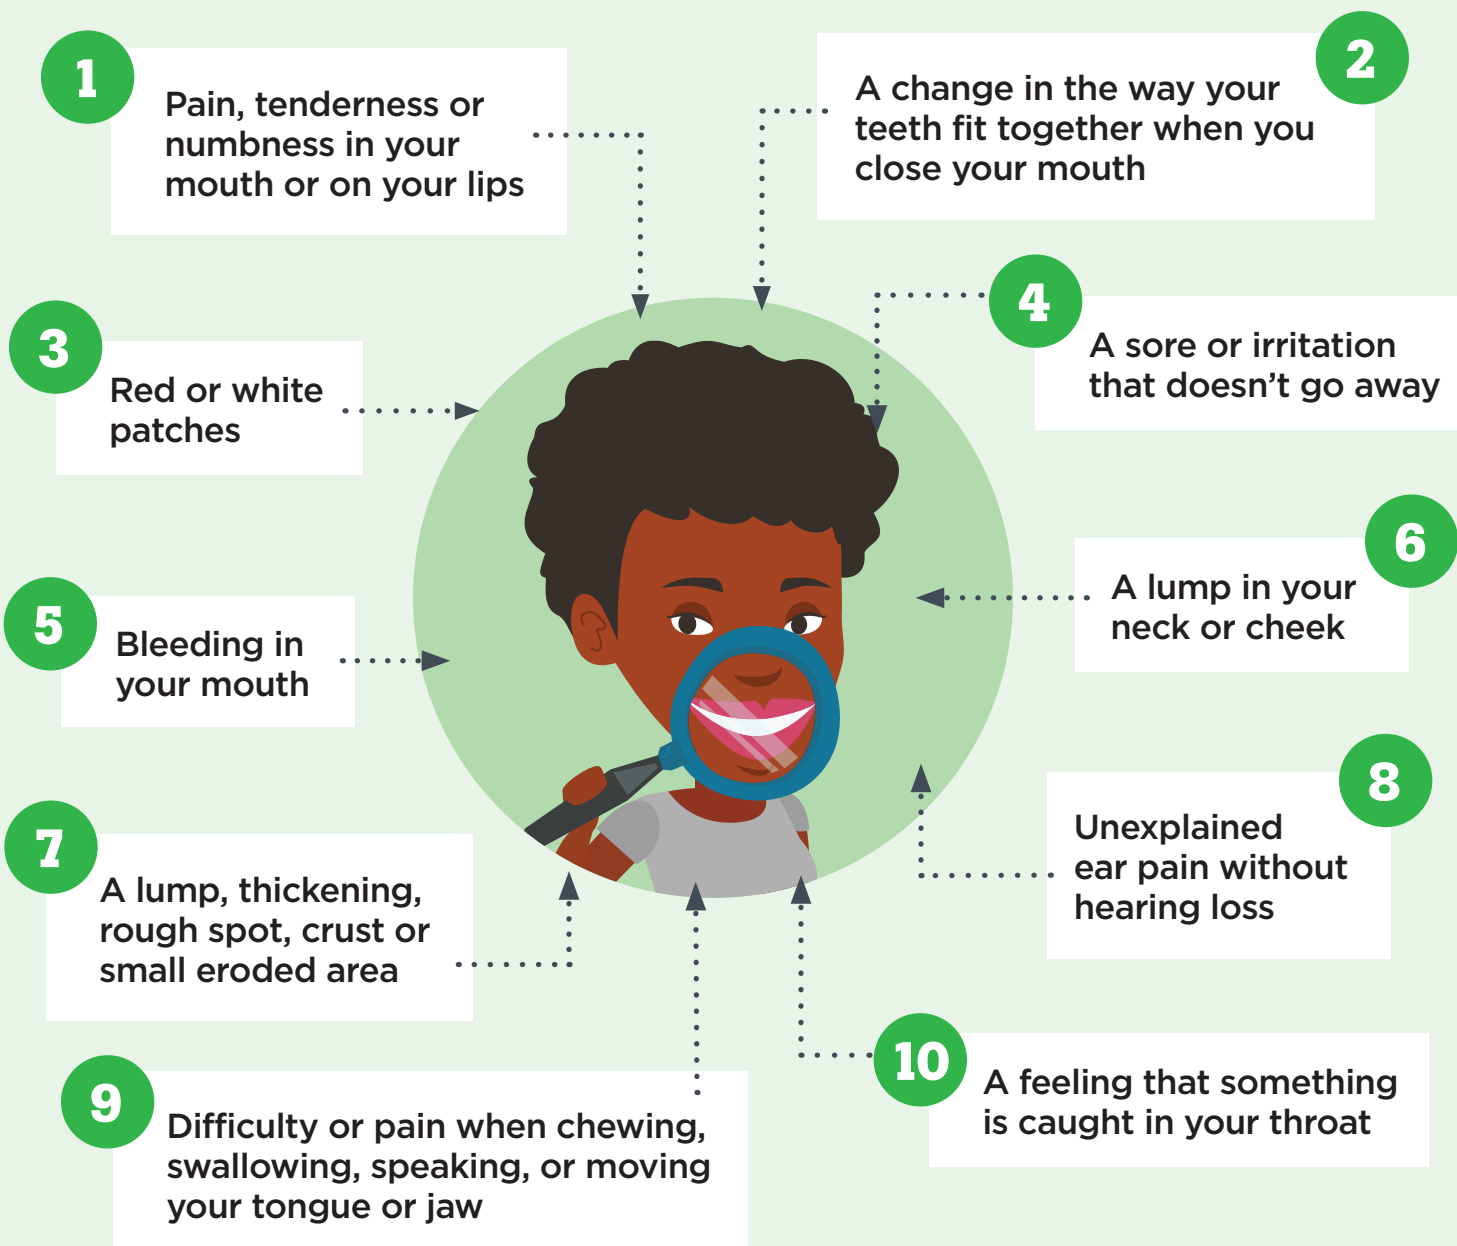 1
Pain, tenderness or
numbness in your
mouth or on your lips
2
A change in the way your
teeth fit together when you
close your mouth
3
Red or white
patches
4
A sore or irritation
that doesn’t go away
5
Bleeding in
your mouth
6
A lump in your
neck or cheek
7
A lump, thickening,
rough spot, crust or
small eroded area
8
Unexplained
ear pain without
hearing loss
9
Difficulty or pain when chewing,
swallowing, speaking, or moving
your tongue or jaw
10
A feeling that something
is caught in your throat